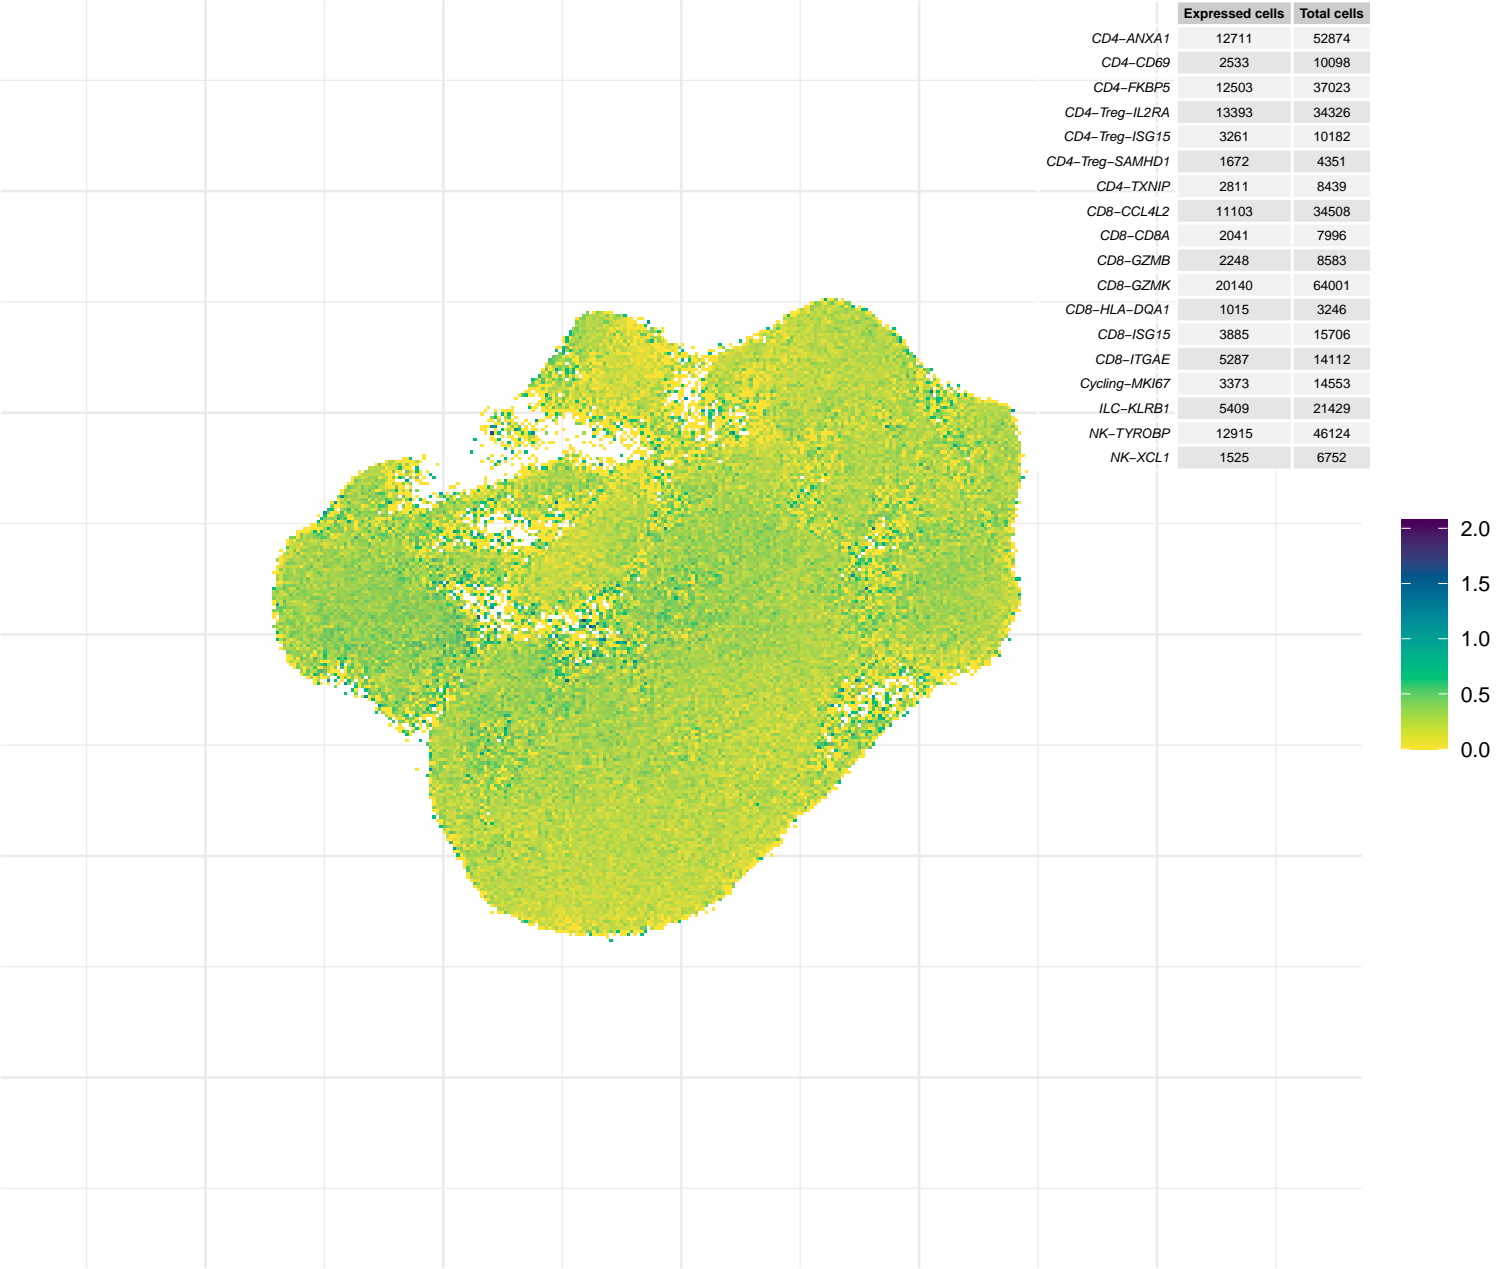 Expressed cells Total cells
CD4−ANXA1 12711 52874
CD4−CD69 2533 10098
CD4−FKBP5 12503 37023
CD4−Treg−IL2RA 13393 34326
CD4−Treg−ISG15 3261 10182
CD4−Treg−SAMHD1 1672 4351
CD4−TXNIP 2811 8439
CD8−CCL4L2 11103 34508
CD8−CD8A 2041 7996
CD8−GZMB 2248 8583
CD8−GZMK 20140 64001
CD8−HLA−DQA1 1015 3246
CD8−ISG15 3885 15706
CD8−ITGAE 5287 14112
Cycling−MKI67 3373 14553
ILC−KLRB1 5409 21429
NK−TYROBP 12915 46124
NK−XCL1 1525 6752
2.0
1.5
1.0
0.5
0.0